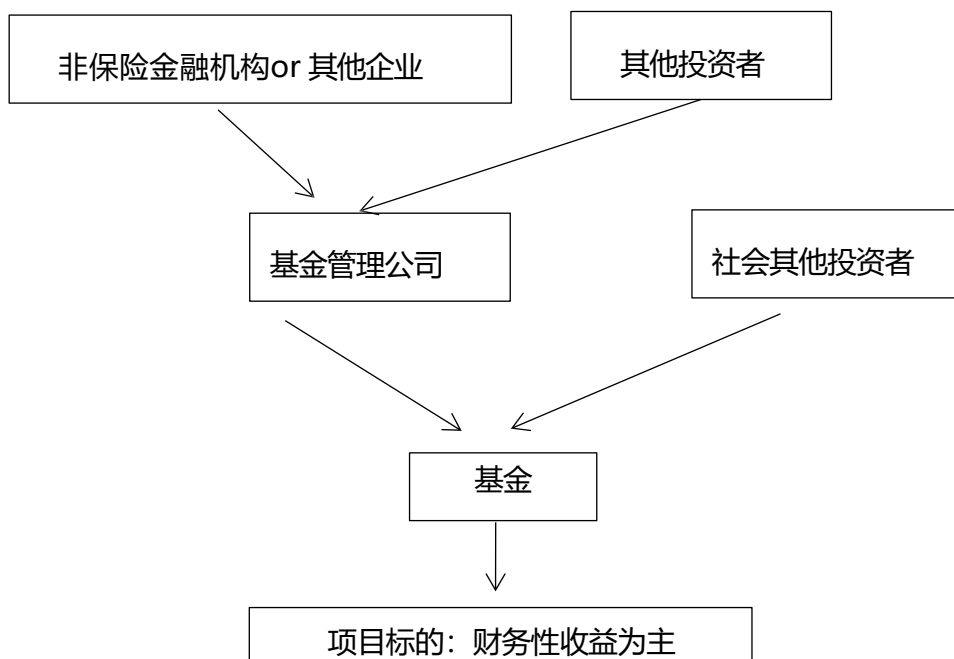 非保险金融机构or 其他企业
其他投资者
基金管理公司
社会其他投资者
基金
项目标的：财务性收益为主